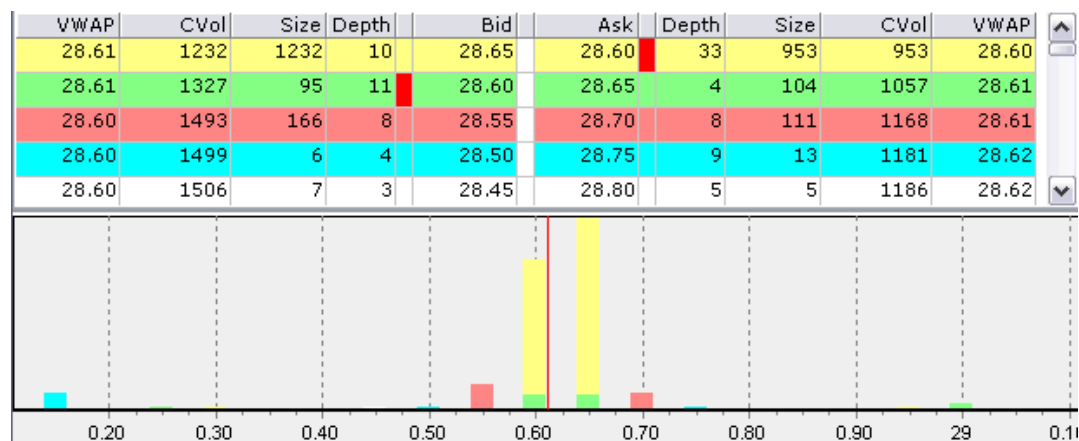 VWAP CVol Size Depth Bid Ask Depth Size CVol VWAP
28.61 1232 1232 10 28.65 28.60 33 953 953 28.60
28.61 1327 95 11 28.60 28.65 4 104 1057 28.61
28.60 1493 166 8 28.55 28.70 8 111 1168 28.61
28.60 1499 6 4 28.50 28.75 9 13 1181 28.62
28.60 1506 7 3 28.45 28.80 5 5 1186 28.62
0.20 0.30 0.40 0.50 0.60 0.70 0.80 0.90 29